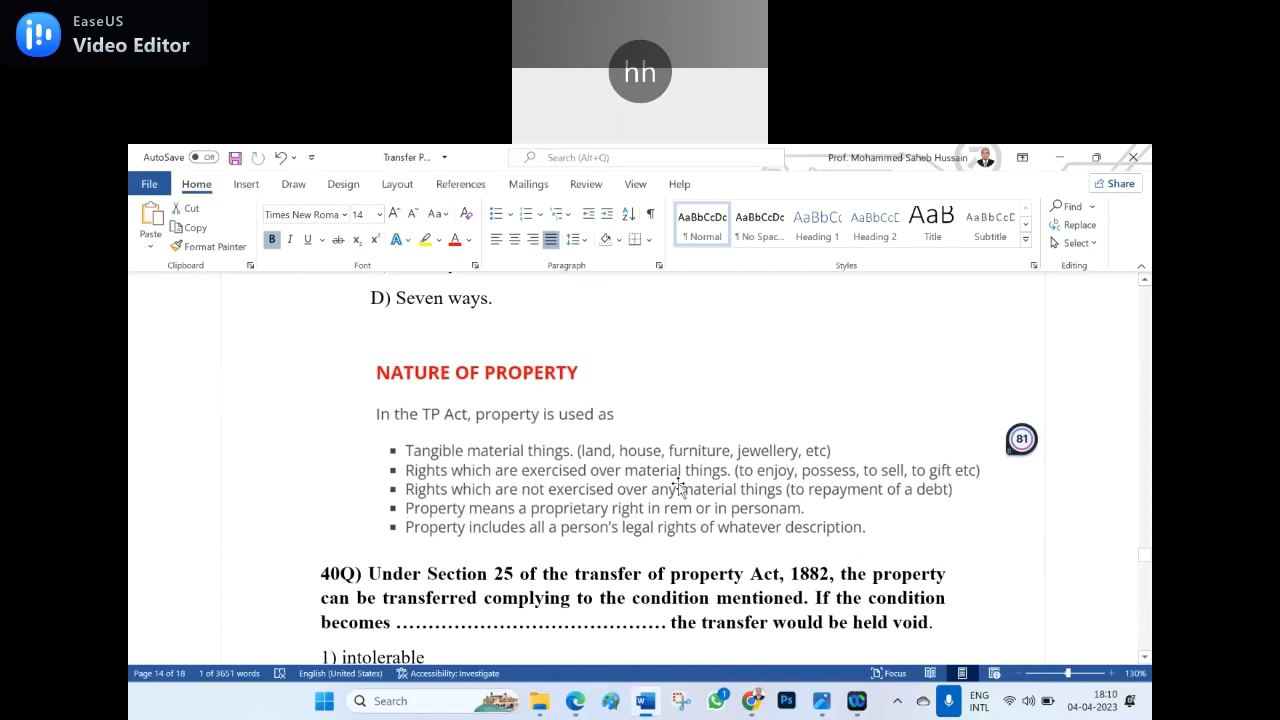 EaseUS
Video Editor
hh
AutoSave Off Transfer P... Search (Alt+Q) Prof. Mohammed Saheb Hussain
File Home Insert Draw Design Layout References Mailings Review View Help Share
Paste Cut Copy Format Painter
Times New Roma 14
AaBbCcDc AaBbCcDc AaBbCc AaBbCcD AaB AaBbCcD
¶ Normal ¶ No Spac... Heading 1 Heading 2 Title Subtitle
Find Replace Select
Clipboard Font Paragraph Styles Editing
D) Seven ways.
NATURE OF PROPERTY
In the TP Act, property is used as
▪ Tangible material things. (land, house, furniture, jewellery, etc)
▪ Rights which are exercised over material things. (to enjoy, possess, to sell, to gift etc)
▪ Rights which are not exercised over any material things (to repayment of a debt)
▪ Property means a proprietary right in rem or in personam.
▪ Property includes all a person's legal rights of whatever description.
81
40Q) Under Section 25 of the transfer of property Act, 1882, the property
can be transferred complying to the condition mentioned. If the condition
becomes …………………………………… the transfer would be held void.
1) intolerable
Page 14 of 18 1 of 3651 words English (United States) Accessibility: Investigate Focus 130%
Search 1 ENG INTL 18:10 04-04-2023